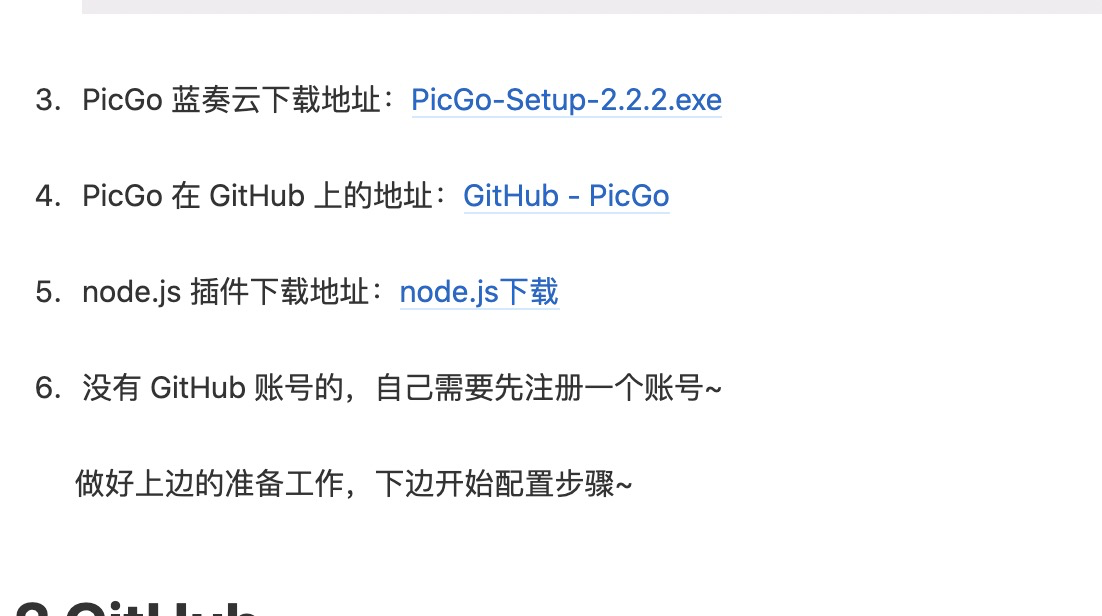 3. PicGo 蓝奏云下载地址：PicGo-Setup-2.2.2.exe
4. PicGo 在 GitHub 上的地址：GitHub - PicGo
5. node.js 插件下载地址：node.js下载
6. 没有 GitHub 账号的，自己需要先注册一个账号~
做好上边的准备工作，下边开始配置步骤~
2 GitHub